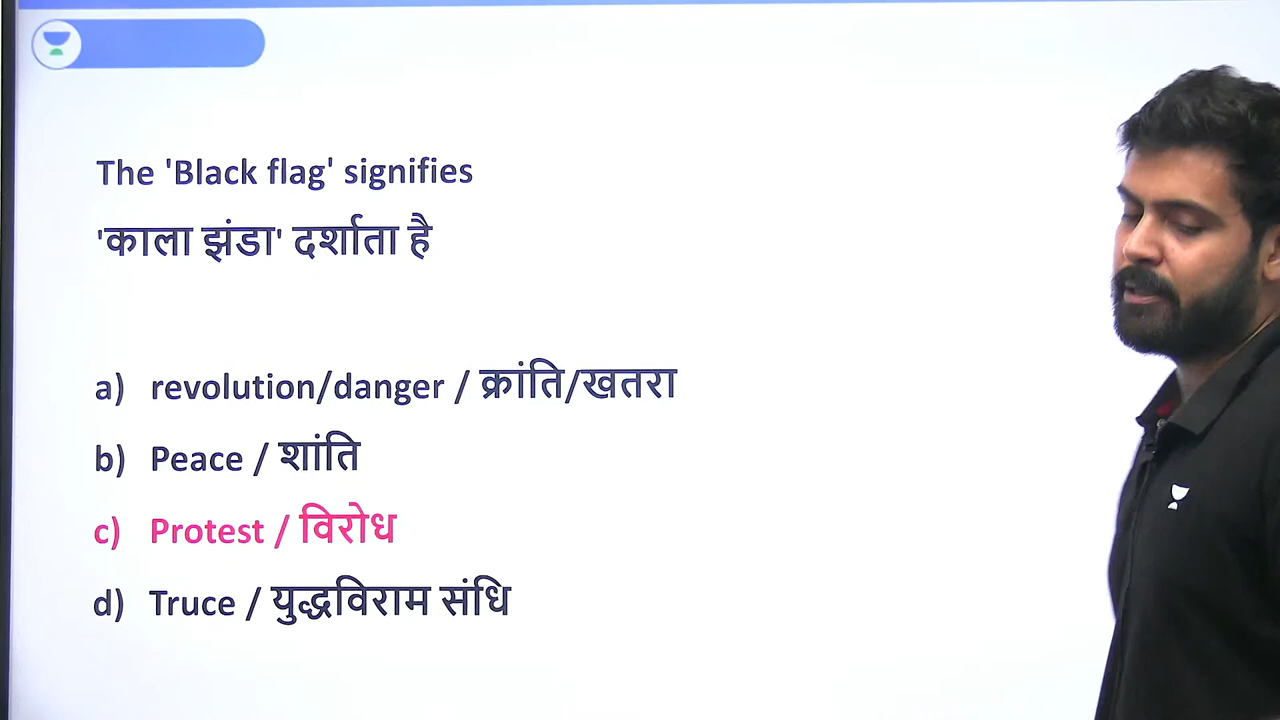 The 'Black flag' signifies
'काला झंडा' दर्शाता है
a) revolution/danger / क्रांति/खतरा
b) Peace / शांति
c) Protest / विरोध
d) Truce / युद्धविराम संधि